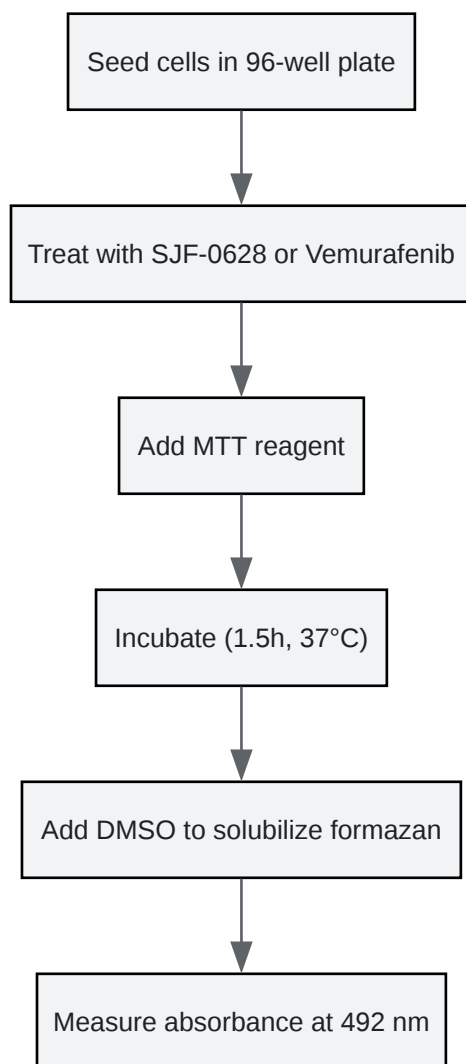 Seed cells in 96-well plate
Treat with SJF-0628 or Vemurafenib
Add MTT reagent
Incubate (1.5h, 37°C)
Add DMSO to solubilize formazan
Measure absorbance at 492 nm